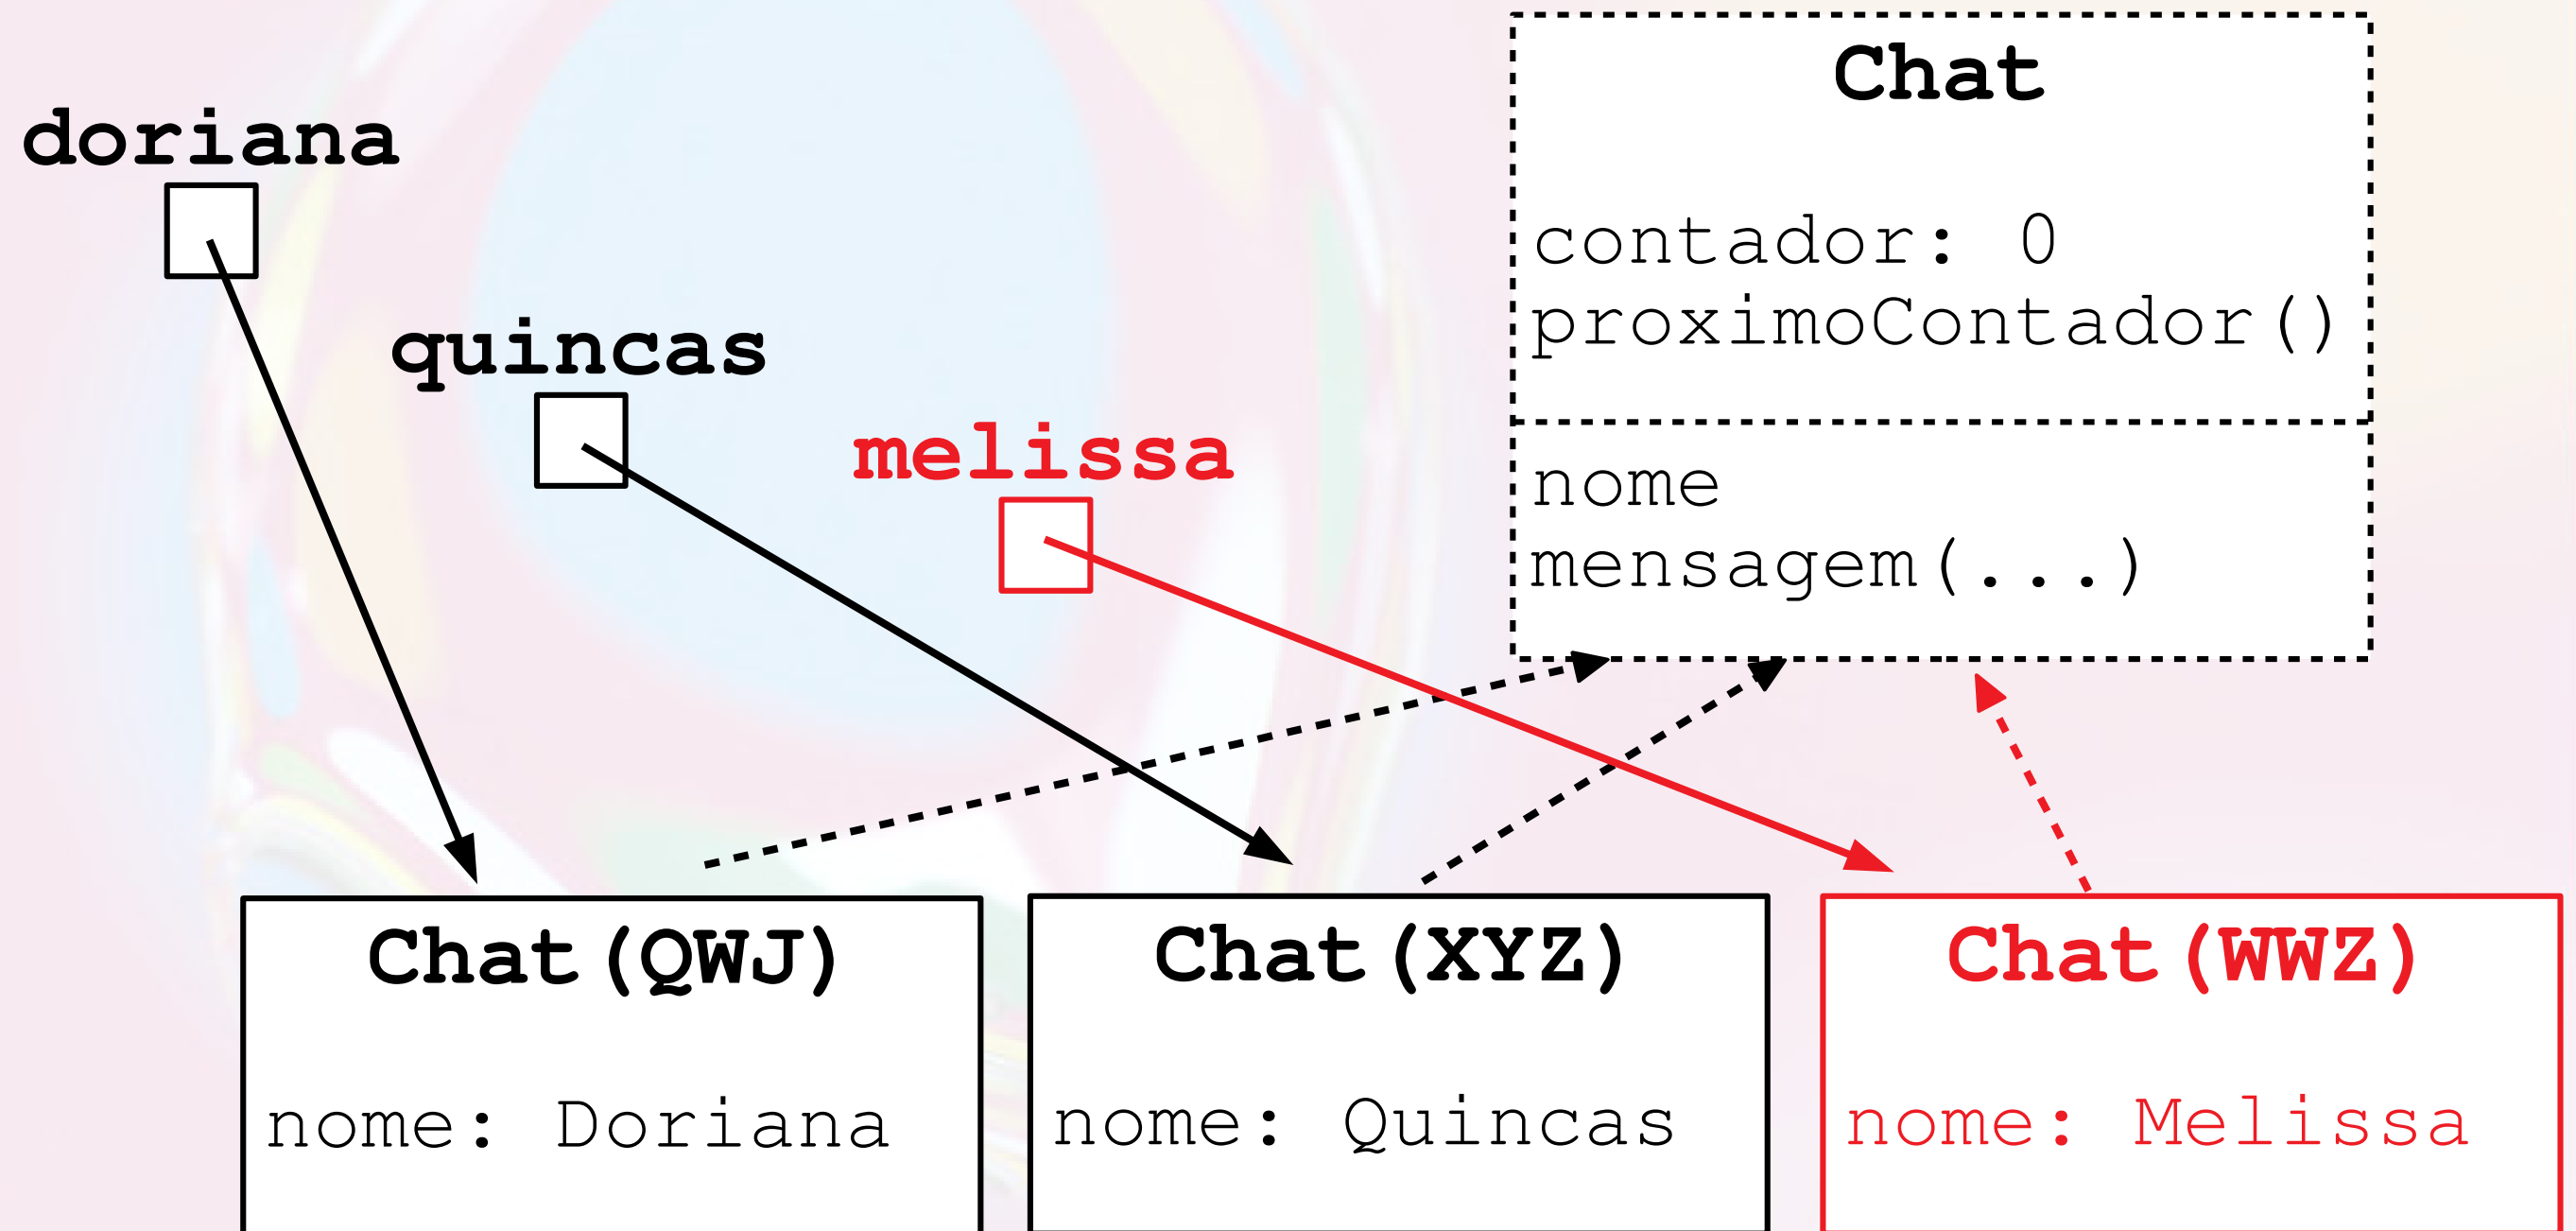 doriana
quincas
melissa
Chat
contador: 0
proximoContador()
nome
mensagem(...)
Chat(QWJ)
nome: Doriana
Chat(XYZ)
nome: Quincas
Chat(WWZ)
nome: Melissa